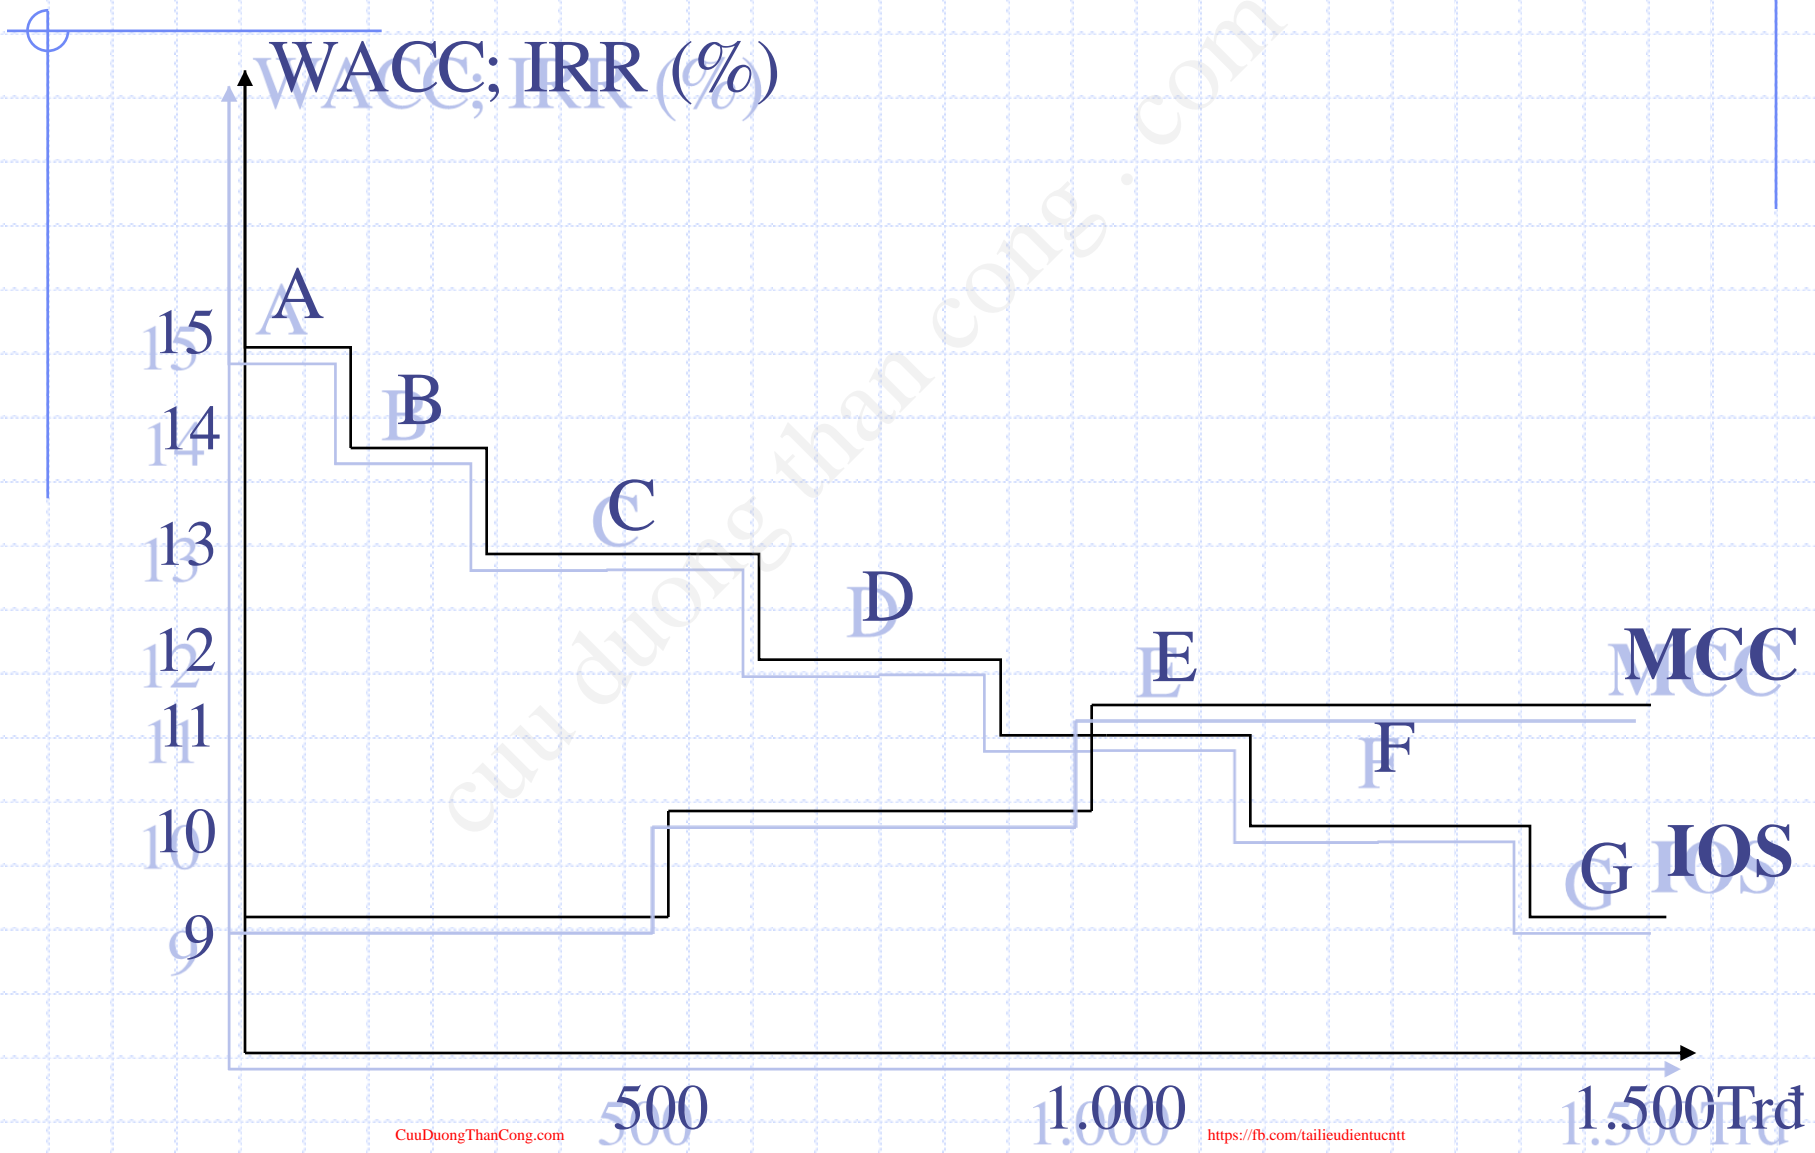 WACC; IRR (%)
A
15
B
14
C
13
D
12
E
MCC
11
F
10
G
IOS
9
500
1.000
1.500Trđ
cuu duong than cong . com
CuuDuongThanCong.com
https://fb.com/tailieudientucntt